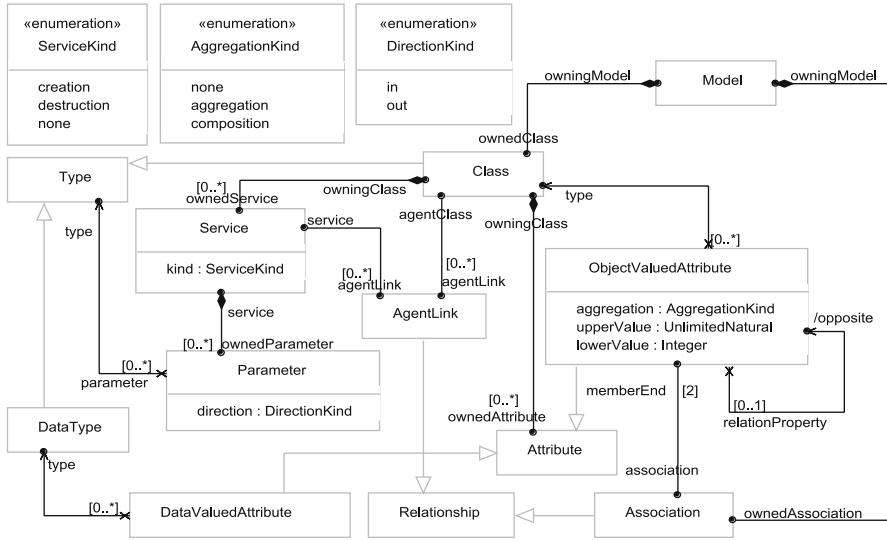 «enumeration»
ServiceKind
creation
destruction
none
«enumeration»
AggregationKind
none
aggregation
composition
«enumeration»
DirectionKind
in
out
owningModel
Model
owningModel
ownedClass
Type
Class
[0..*]
ownedService
owningClass
agentClass
owningClass
type
type
Service
kind : ServiceKind
service
[0..*]
agentLink
[0..*]
agentLink
[0..*]
ObjectValuedAttribute
aggregation : AggregationKind
upperValue : UnlimitedNatural
lowerValue : Integer
/opposite
service
AgentLink
[0..*]
ownedParameter
Parameter
direction : DirectionKind
[0..*]
parameter
memberEnd
[2]
[0..1]
relationProperty
[0..*]
ownedAttribute
DataType
type
Attribute
association
[0..*]
DataValuedAttribute
Relationship
Association
ownedAssociation